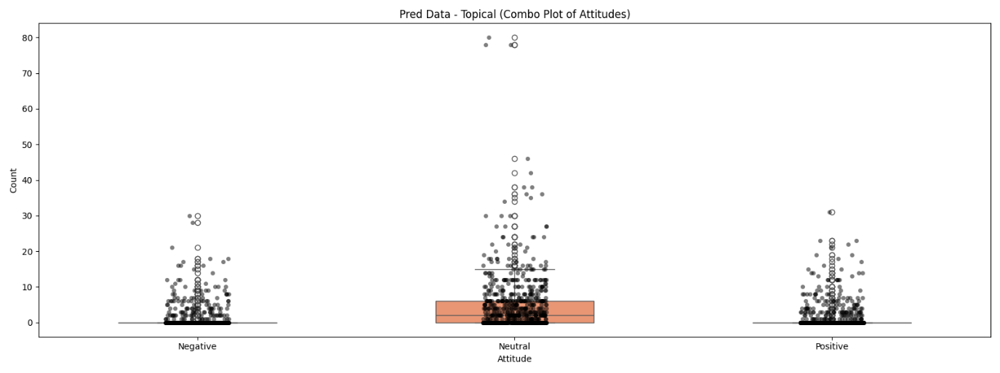 Pred Data - Topical (Combo Plot of Attitudes)
80
70
60
50
40
30
20
10
0
Count
Negative
Neutral
Positive
Attitude